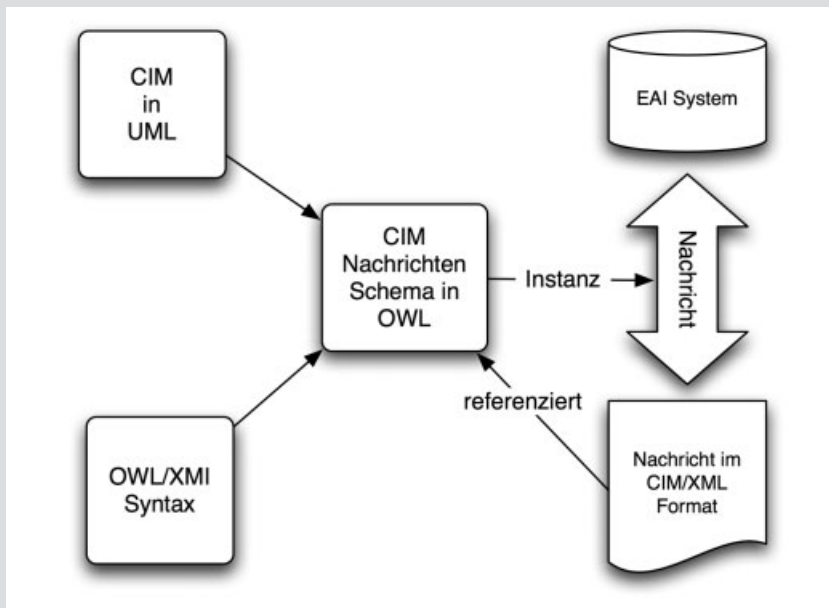 CIM
in
UML
EAI System
CIM
Nachrichten
Schema in
OWL
Instanz
Nachricht
referenziert
OWL/XMI
Syntax
Nachricht im
CIM/XML
Format